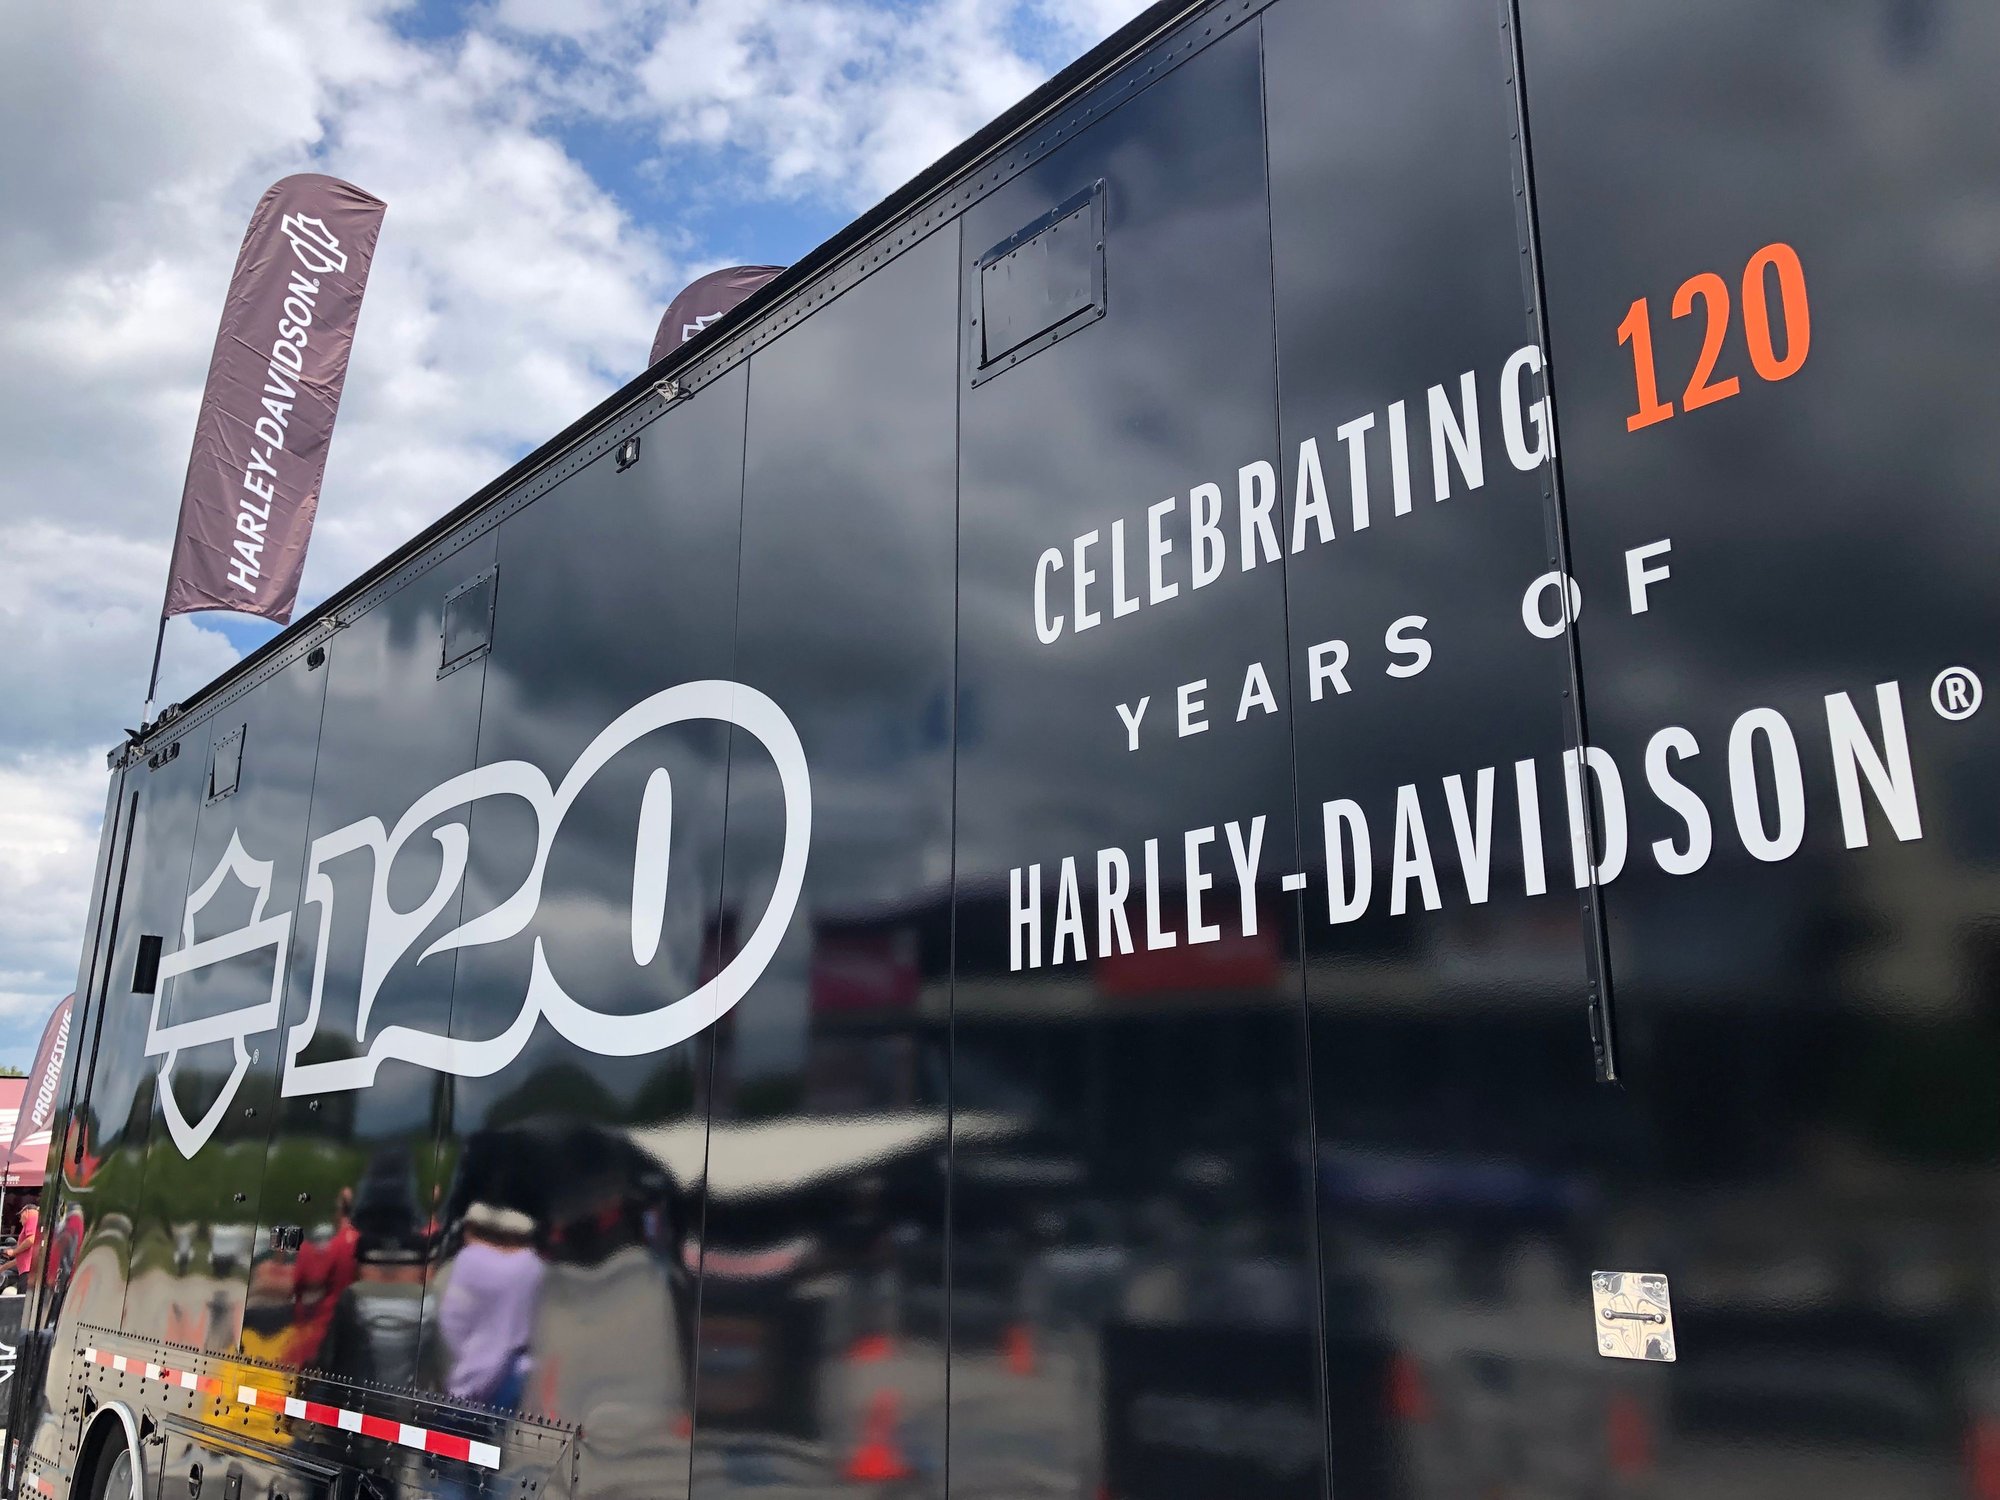 HARLEY-DAVIDSON®
120
CELEBRATING 120
YEARS OF
HARLEY-DAVIDSON®
PROGRESSIVE